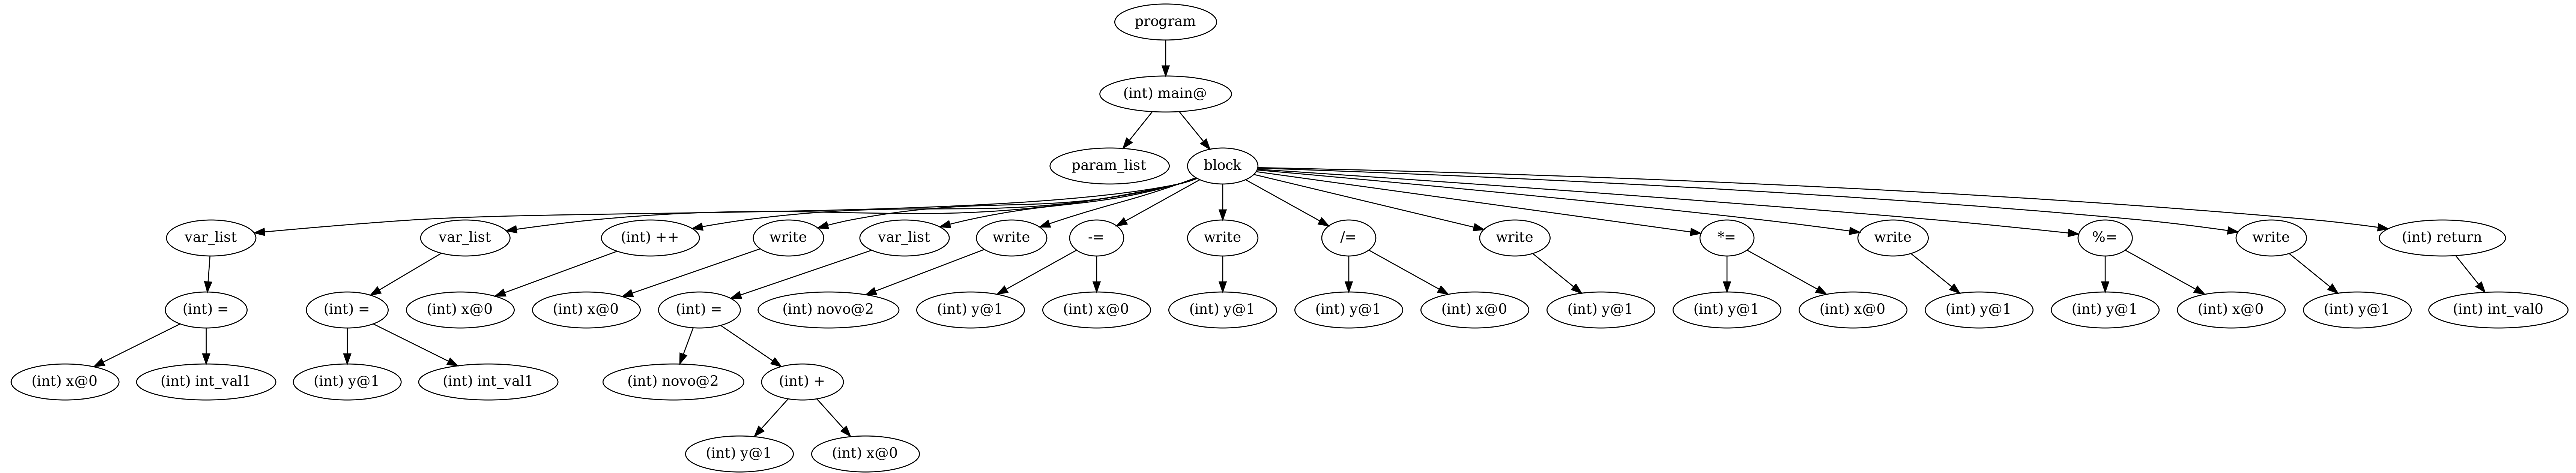 program
(int) main@
param_list
block
var_list
var_list
(int) ++
write
var_list
write
-=
write
/=
write
*=
write
%=
write
(int) return
(int) =
(int) =
(int) x@0
(int) x@0
(int) =
(int) novo@2
(int) y@1
(int) x@0
(int) y@1
(int) y@1
(int) x@0
(int) y@1
(int) y@1
(int) x@0
(int) y@1
(int) y@1
(int) x@0
(int) y@1
(int) int_val0
(int) x@0
(int) int_val1
(int) y@1
(int) int_val1
(int) novo@2
(int) +
(int) y@1
(int) x@0